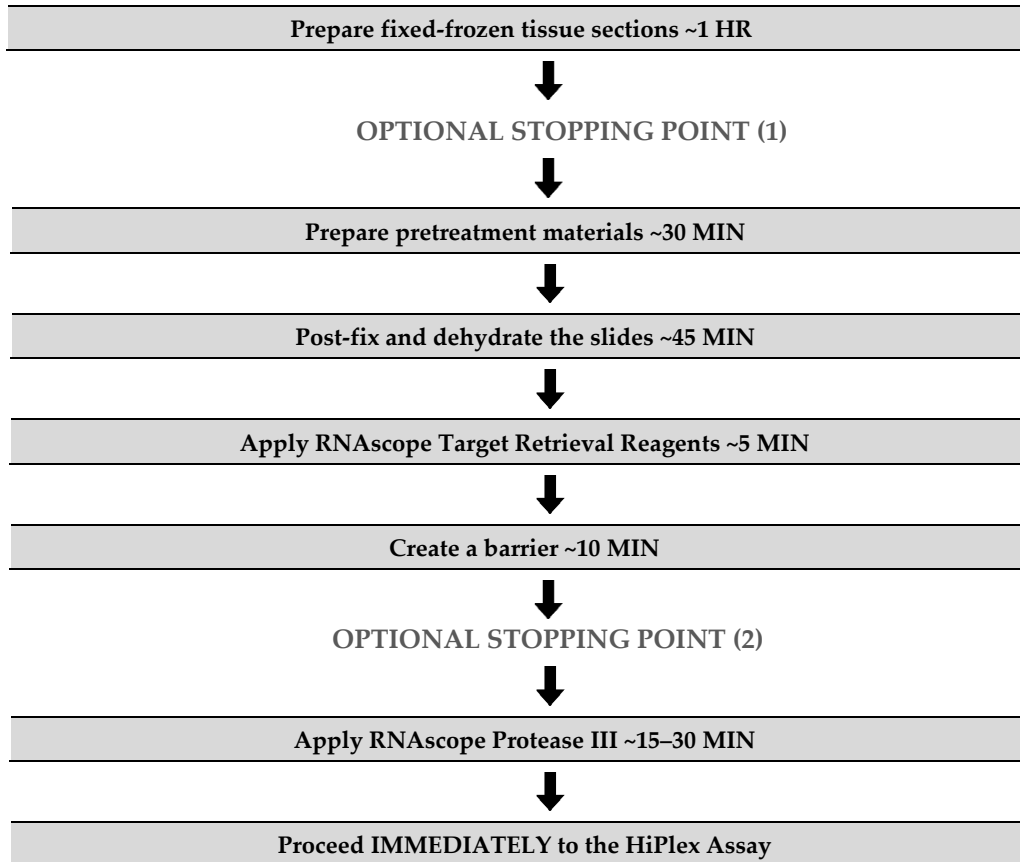 Prepare fixed-frozen tissue sections ~1 HR
OPTIONAL STOPPING POINT (1)
Prepare pretreatment materials ~30 MIN
Post-fix and dehydrate the slides ~45 MIN
Apply RNAscope Target Retrieval Reagents ~5 MIN
Create a barrier ~10 MIN
OPTIONAL STOPPING POINT (2)
Apply RNAscope Protease III ~15–30 MIN
Proceed IMMEDIATELY to the HiPlex Assay